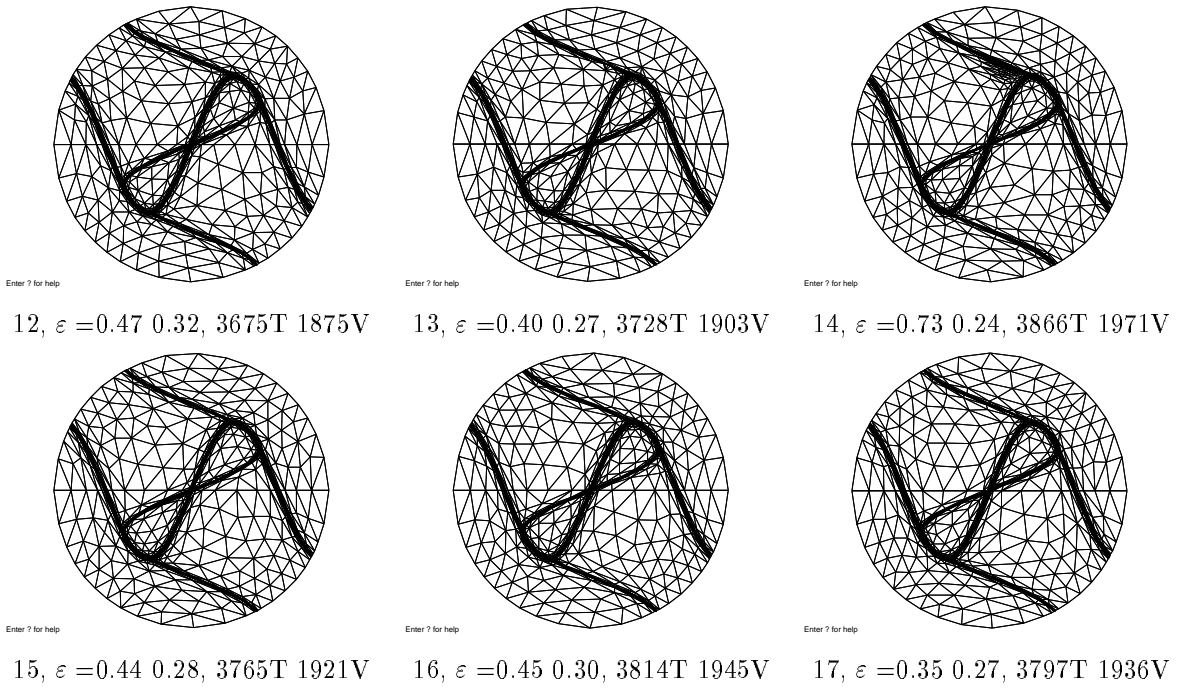 Enter ? for help
Enter ? for help
Enter ? for help
12, ε =0.47 0.32, 3675T 1875V
13, ε =0.40 0.27, 3728T 1903V
14, ε =0.73 0.24, 3866T 1971V
Enter ? for help
Enter ? for help
Enter ? for help
15, ε =0.44 0.28, 3765T 1921V
16, ε =0.45 0.30, 3814T 1945V
17, ε =0.35 0.27, 3797T 1936V